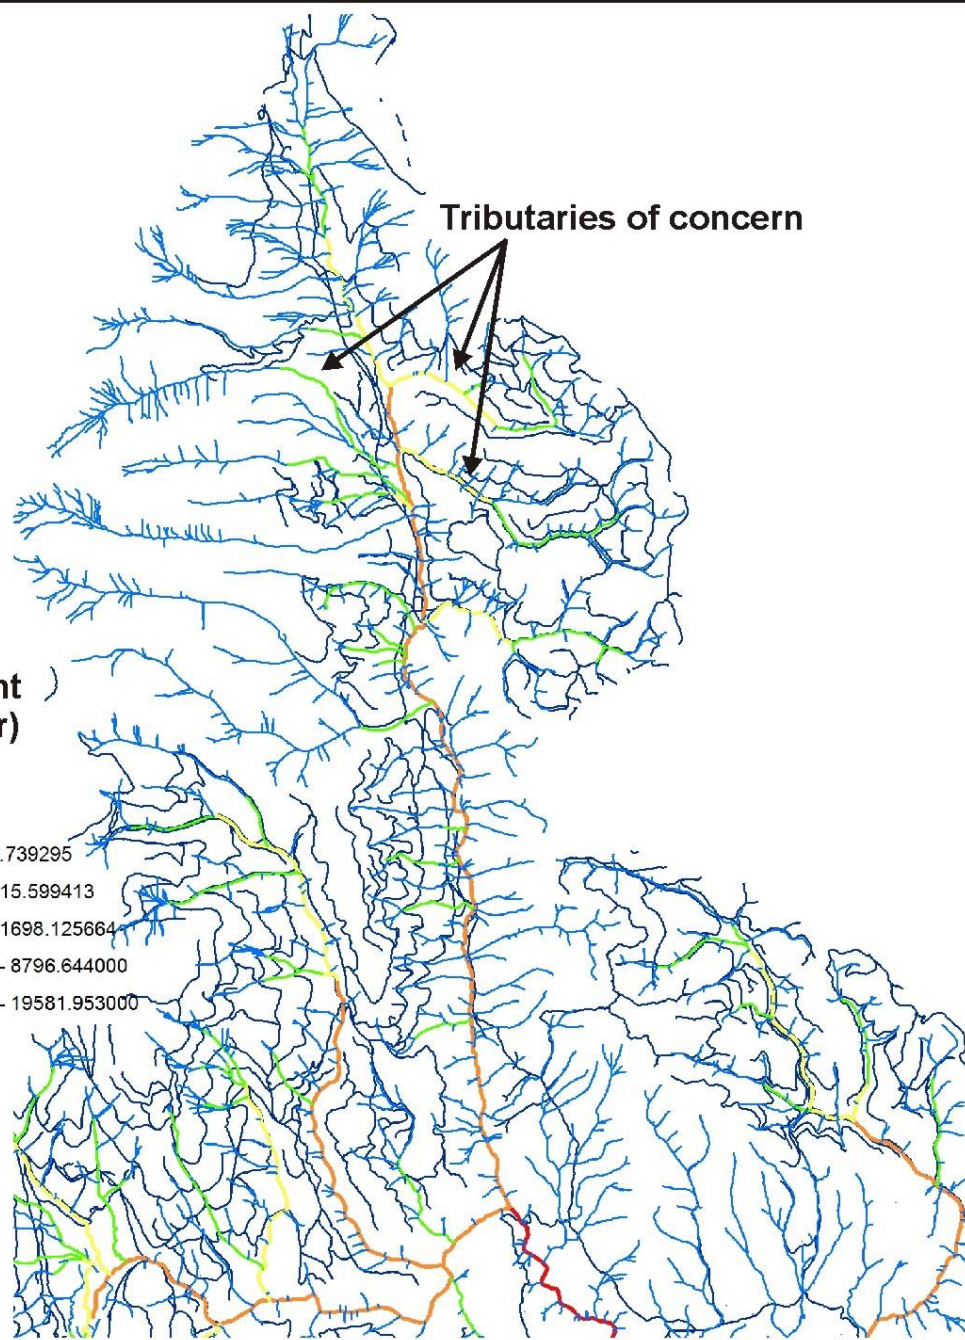 Tributaries of concern
nt
r)
.739295
15.599413
1698.125664
- 8796.644000
- 19581.953000